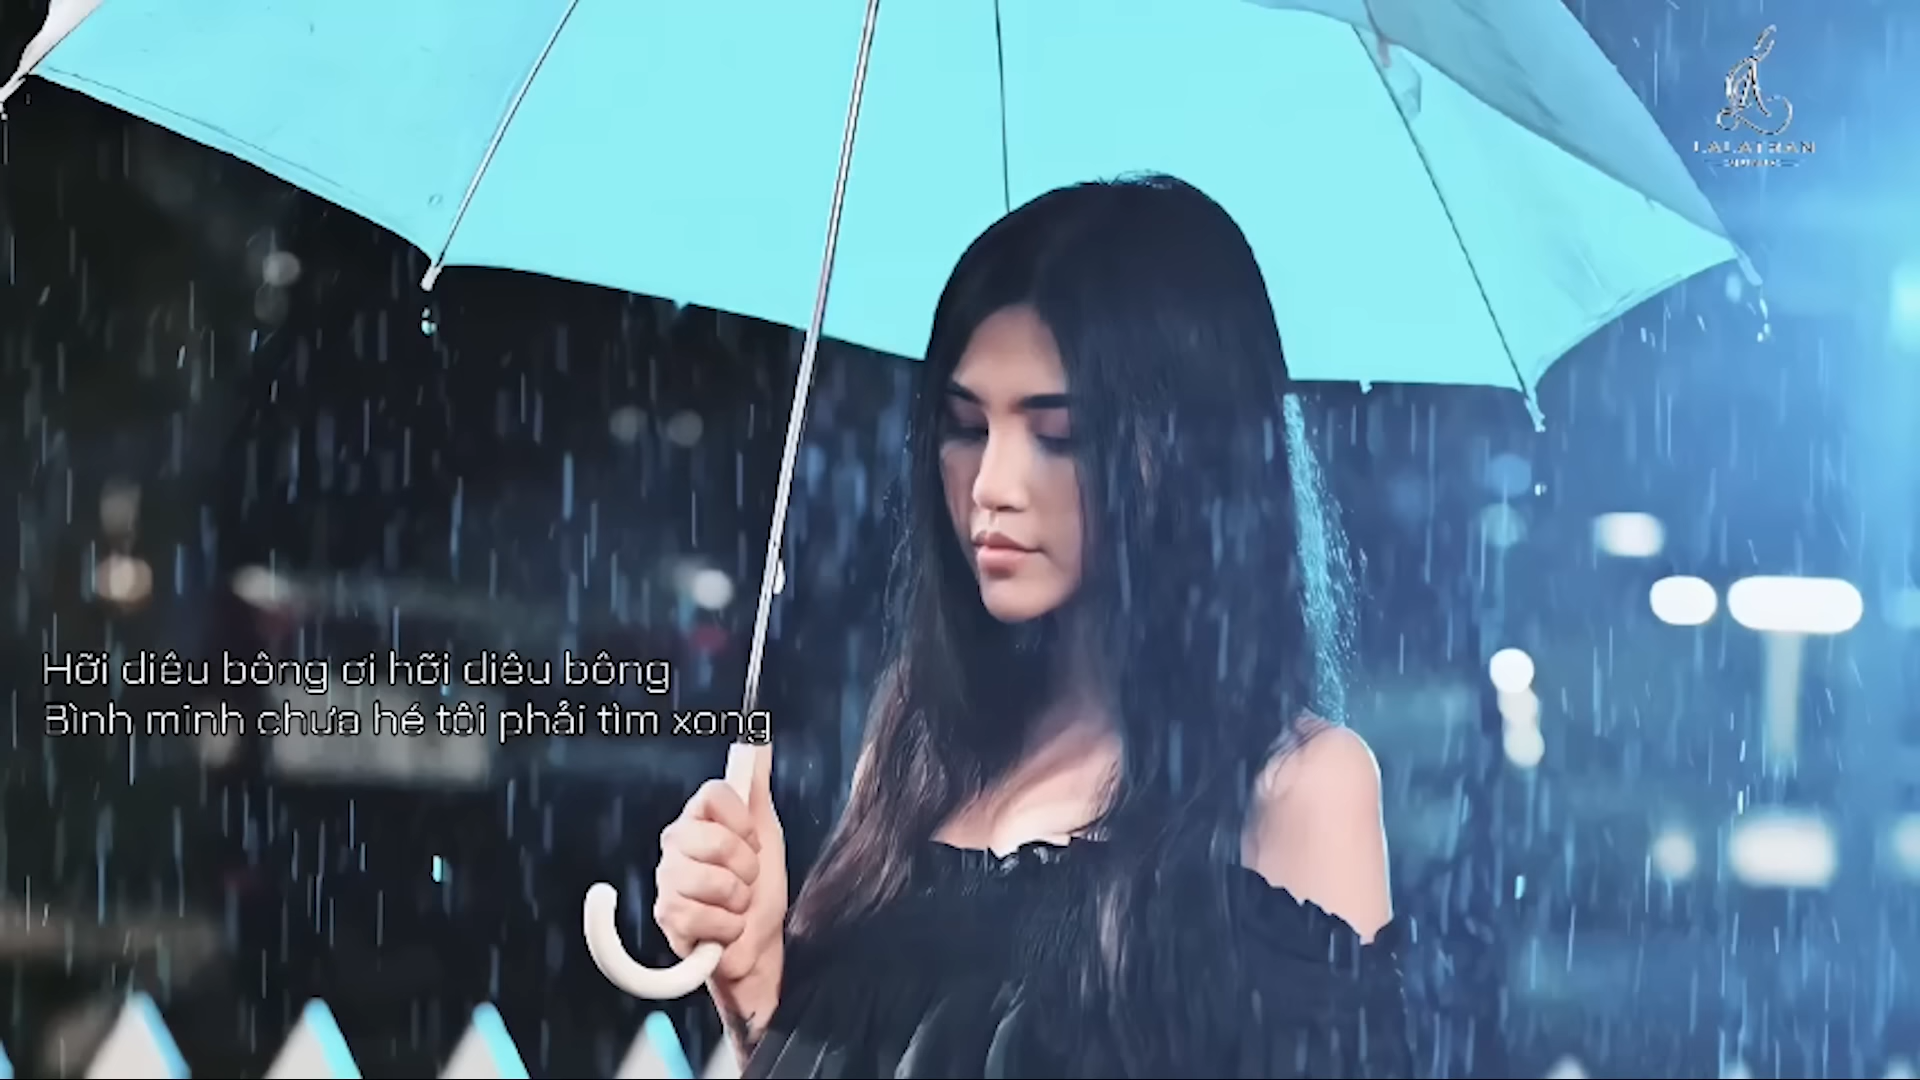 LALATRAN
Hỡi diêu bông ơi hỡi diêu bông
Bình minh chưa hé tôi phải tìm xong